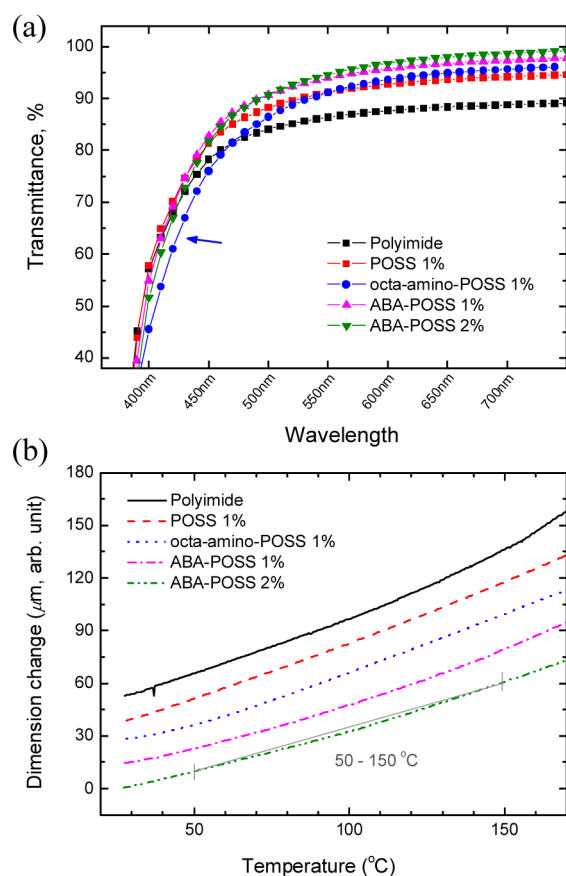 (a)
100
90
80
70
60
50
40
Transmittance, %
Polyimide
POSS 1%
octa-amino-POSS 1%
ABA-POSS 1%
ABA-POSS 2%
400nm 450nm 500nm 550nm 600nm 650nm 700nm
Wavelength
(b)
180
150
120
90
60
30
0
Dimension change (μm, arb. unit)
Polyimide
POSS 1%
octa-amino-POSS 1%
ABA-POSS 1%
ABA-POSS 2%
50 - 150 °C
50 100 150
Temperature (°C)